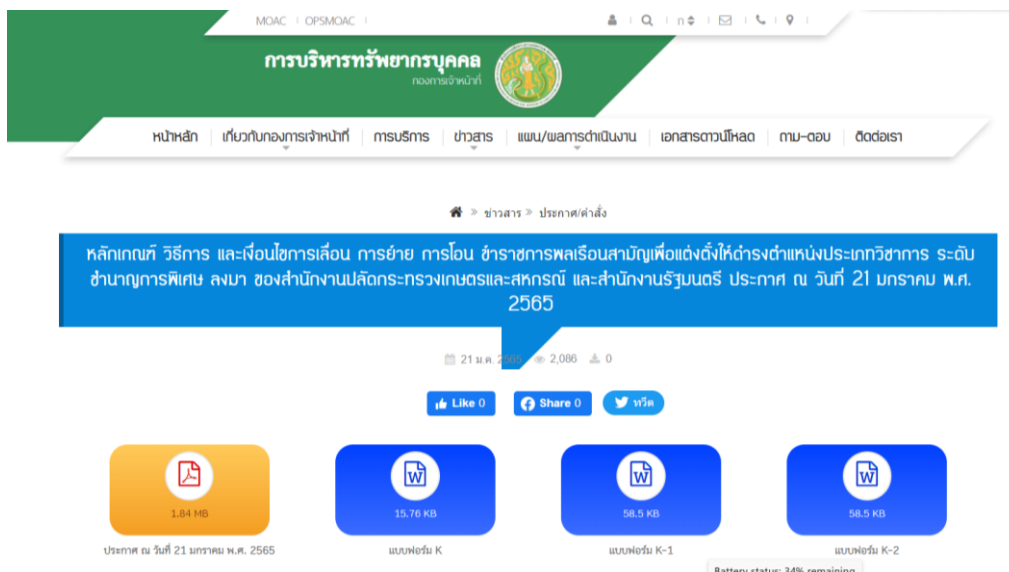 MOAC | OPSMOAC |
ก
การบริหารทรัพยากรบุคคล
กองการเจ้าหน้าที่
หน้าหลัก เกี่ยวกับกองการเจ้าหน้าที่ การบริการ ข่าวสาร แผน/ผลการดำเนินงาน เอกสารดาวน์โหลด ถาม-ตอบ ติดต่อเรา
» ข่าวสาร » ประกาศ/คำสั่ง
หลักเกณฑ์ วิธีการ และเงื่อนไขการเลื่อน การย้าย การโอน ข้าราชการพลเรือนสามัญเพื่อแต่งตั้งให้ดำรงตำแหน่งประเภทวิชาการ ระดับ
ชำนาญการพิเศษ ลงมา ของสำนักงานปลัดกระทรวงเกษตรและสหกรณ์ และสำนักงานรัฐมนตรี ประกาศ ณ วันที่ 21 มกราคม พ.ศ.
2565
21 ม.ค. 2565 2,086 0
Like 0 Share 0 ทวีต
1.84 MB 15.76 KB 58.5 KB 58.5 KB
ประกาศ ณ วันที่ 21 มกราคม พ.ศ. 2565 แบบฟอร์ม K แบบฟอร์ม K-1 แบบฟอร์ม K-2
Battery status: 34% remaining